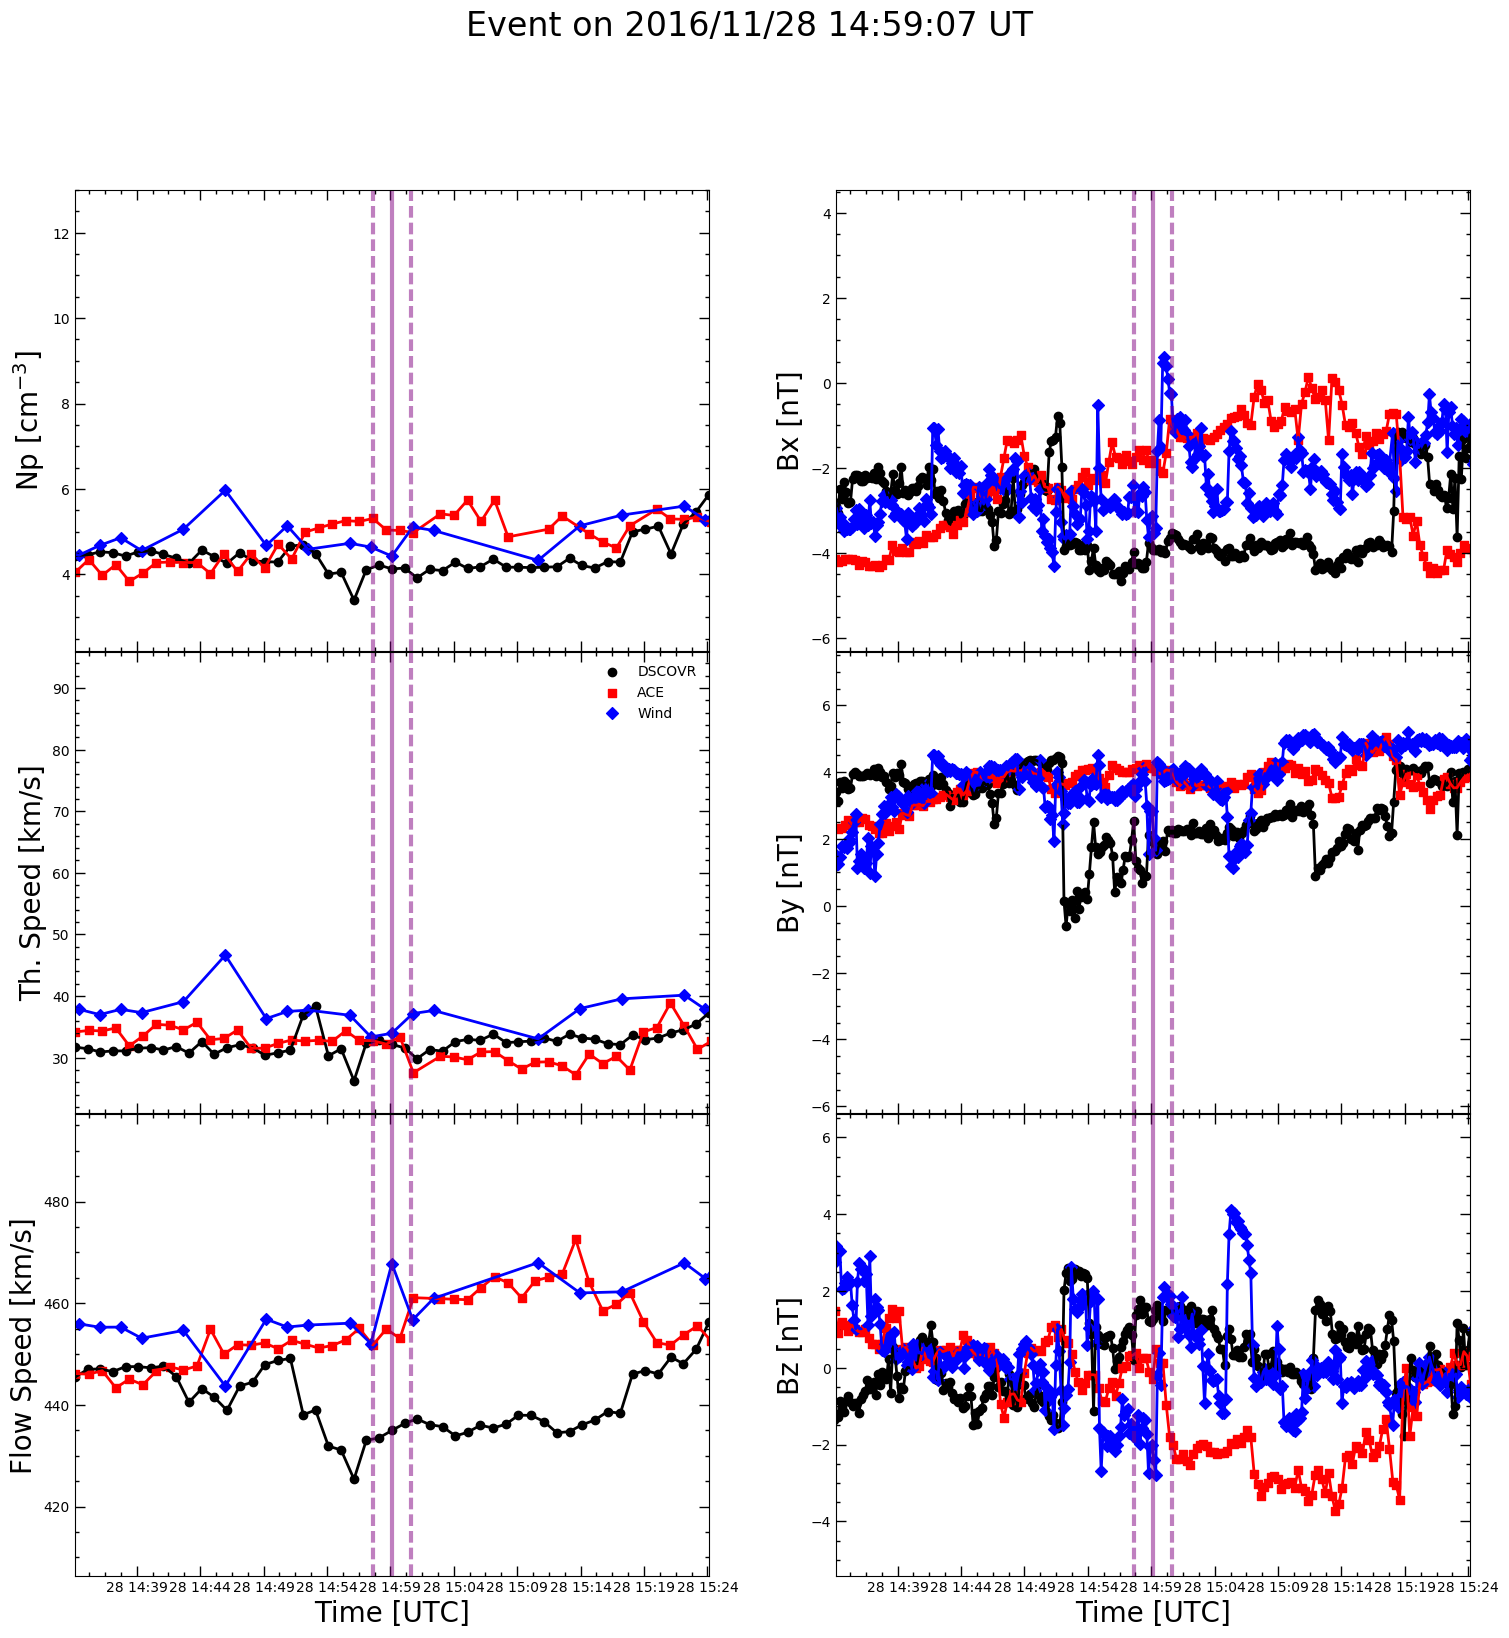 Event on 2016/11/28 14:59:07 UT
Np [cm⁻³]
12
10
8
6
4
Th. Speed [km/s]
90
80
70
60
50
40
30
DSCOVR
ACE
Wind
Flow Speed [km/s]
480
460
440
420
28 14:39 28 14:44 28 14:49 28 14:54 28 14:59 28 15:04 28 15:09 28 15:14 28 15:19 28 15:24
Time [UTC]
Bx [nT]
4
2
0
−2
−4
−6
By [nT]
6
4
2
0
−2
−4
−6
Bz [nT]
6
4
2
0
−2
−4
28 14:39 28 14:44 28 14:49 28 14:54 28 14:59 28 15:04 28 15:09 28 15:14 28 15:19 28 15:24
Time [UTC]